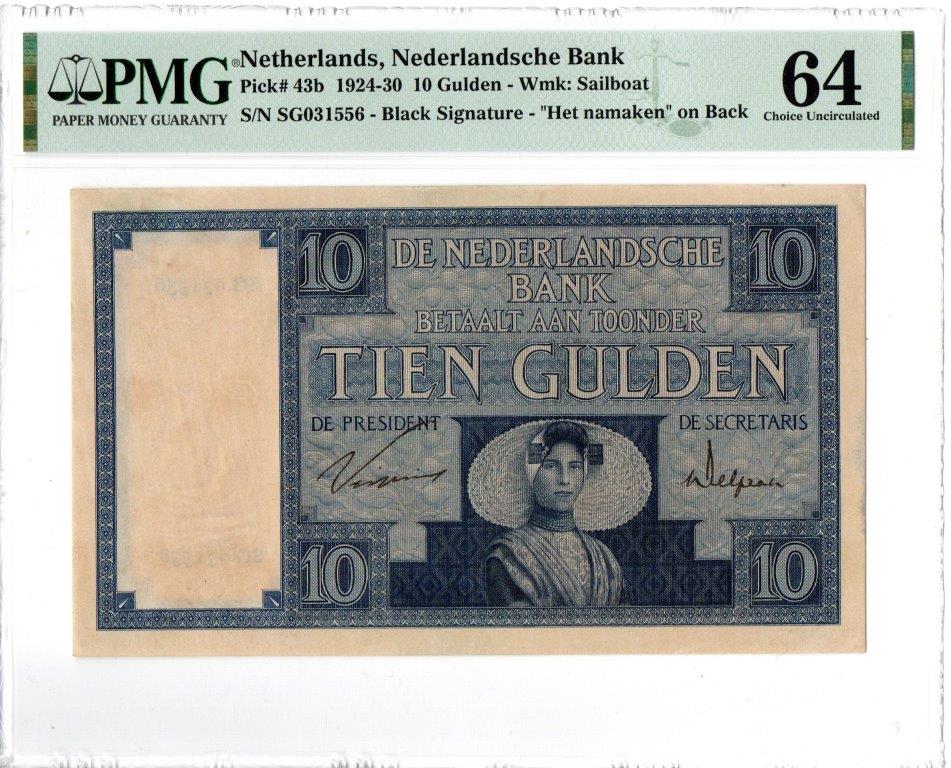 PMG®
PAPER MONEY GUARANTY
Netherlands, Nederlandsche Bank
Pick# 43b 1924-30 10 Gulden - Wmk: Sailboat
S/N SG031556 - Black Signature - "Het namaken" on Back
64
Choice Uncirculated
10
DE NEDERLANDSCHE
BANK
10
BETAALT AAN TOONDER
TIEN GULDEN
DE PRESIDENT
DE SECRETARIS
10
10